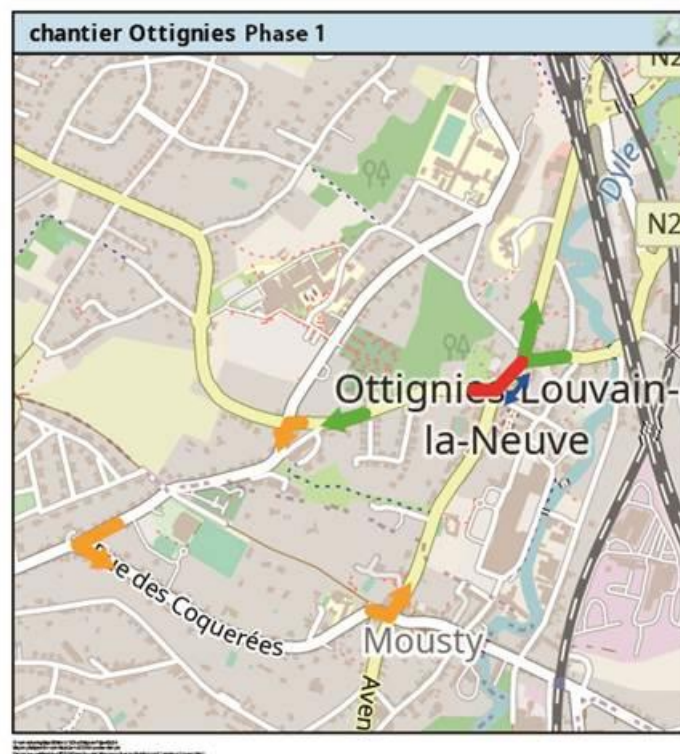 chantier Ottignies Phase 1
N2
Dyle
N2
Ottignies-Louvain-
la-Neuve
Rue des Coquerées
Mousty
Aven